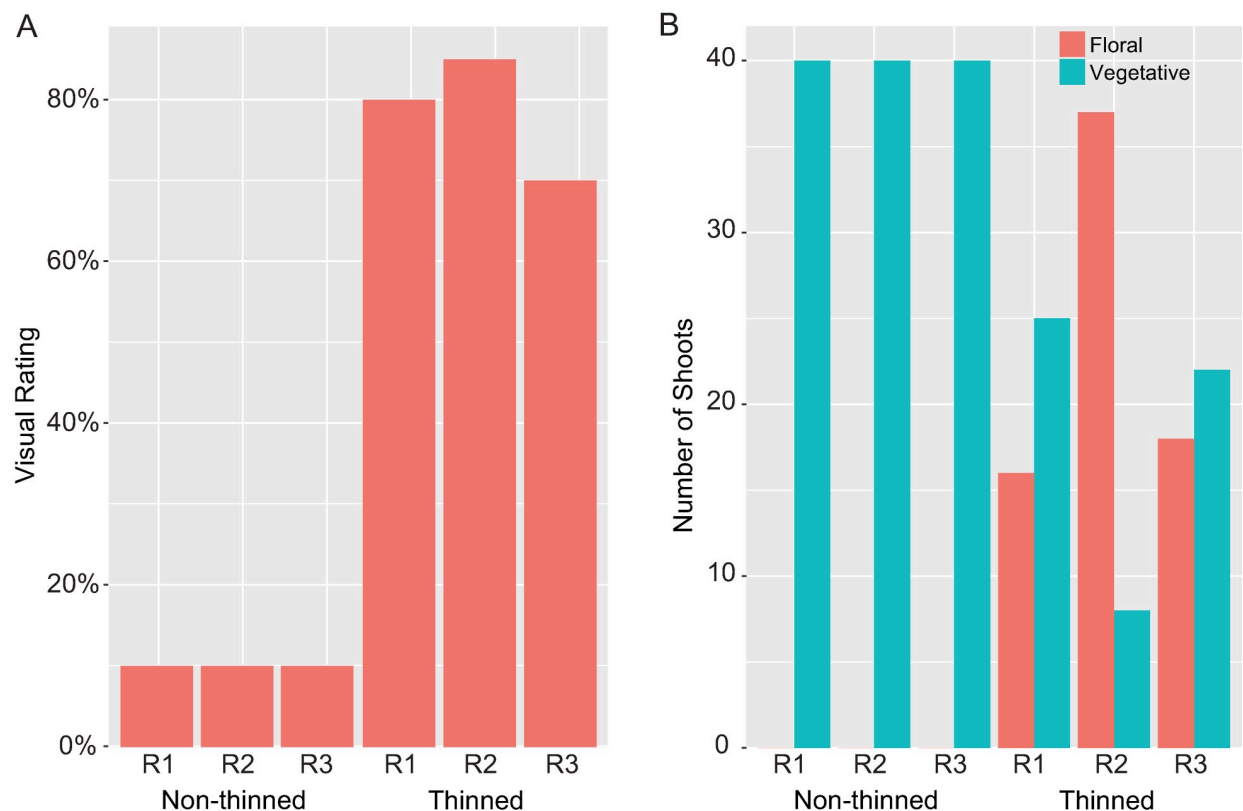 A
Visual Rating
80%
60%
40%
20%
0%
R1 R2 R3 R1 R2 R3
Non-thinned Thinned
B
Floral
Vegetative
Number of Shoots
40
30
20
10
0
R1 R2 R3 R1 R2 R3
Non-thinned Thinned